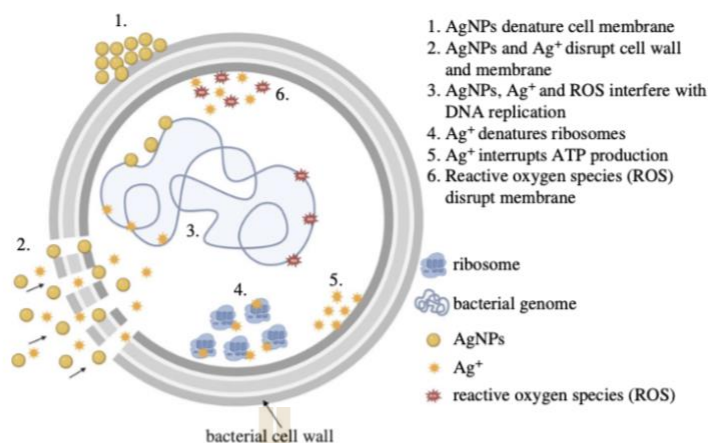 1.
1. AgNPs denature cell membrane
2. AgNPs and Ag⁺ disrupt cell wall
and membrane
3. AgNPs, Ag⁺ and ROS interfere with
DNA replication
4. Ag⁺ denatures ribosomes
5. Ag⁺ interrupts ATP production
6. Reactive oxygen species (ROS)
disrupt membrane
6.
3.
2.
4.
5.
ribosome
bacterial genome
AgNPs
Ag⁺
reactive oxygen species (ROS)
bacterial cell wall